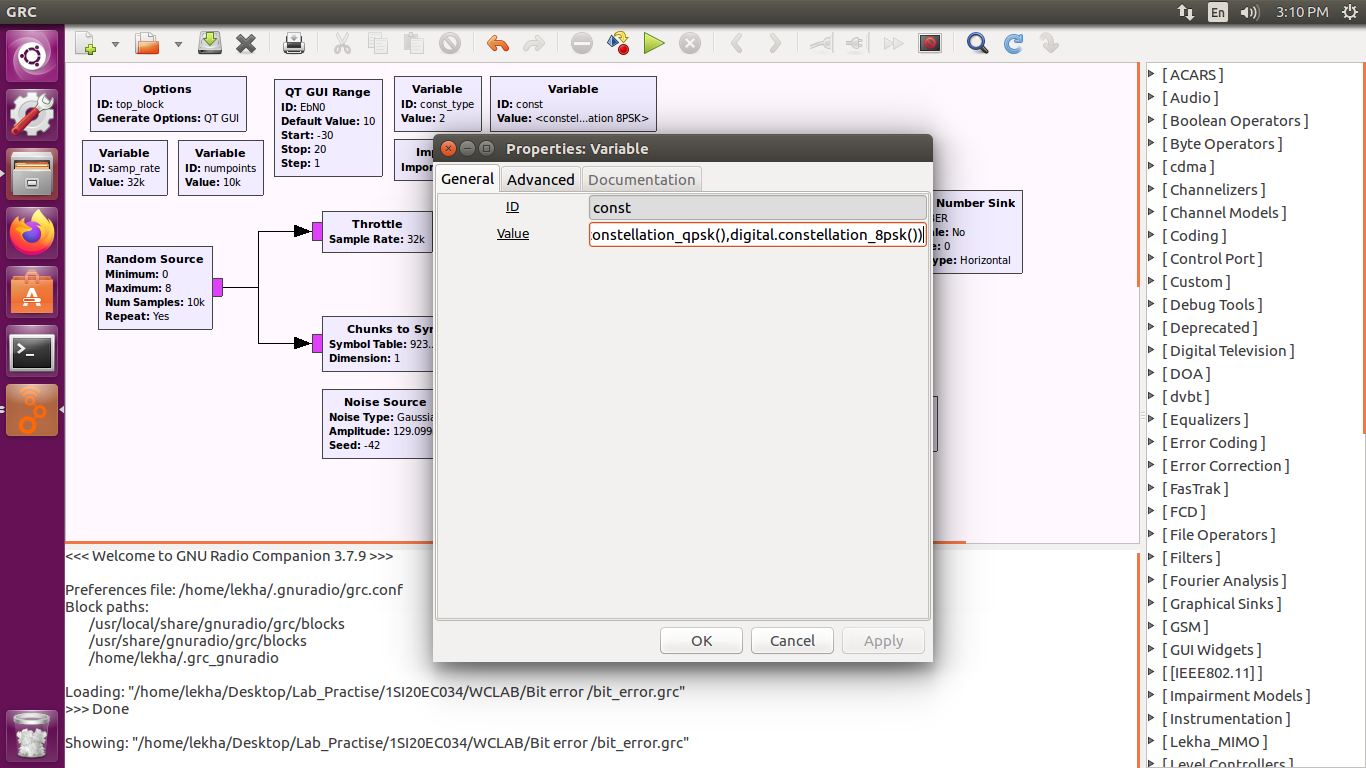 GRC
En
3:10 PM
Options
ID: top_block
Generate Options: QT GUI
QT GUI Range
ID: EbN0
Default Value: 10
Start: -30
Stop: 20
Step: 1
Variable
ID: const_type
Value: 2
Variable
ID: const
Value: <constel...ation 8PSK>
Variable
ID: samp_rate
Value: 32k
Variable
ID: numpoints
Value: 10k
Imp
Impor
Properties: Variable
General
Advanced
Documentation
ID
const
Value
onstellation_qpsk(),digital.constellation_8psk())
OK
Cancel
Apply
Number Sink
BER
ale: No
e: 0
ype: Horizontal
Throttle
Sample Rate: 32k
Random Source
Minimum: 0
Maximum: 8
Num Samples: 10k
Repeat: Yes
Chunks to Sy
Symbol Table: 923..
Dimension: 1
Noise Source
Noise Type: Gaussia
Amplitude: 129.099
Seed: -42
[ ACARS ]
[ Audio ]
[ Boolean Operators ]
[ Byte Operators ]
[ cdma ]
[ Channelizers ]
[ Channel Models ]
[ Coding ]
[ Control Port ]
[ Custom ]
[ Debug Tools ]
[ Deprecated ]
[ Digital Television ]
[ DOA ]
[ dvbt ]
[ Equalizers ]
[ Error Coding ]
[ Error Correction ]
[ FasTrak ]
[ FCD ]
[ File Operators ]
[ Filters ]
[ Fourier Analysis ]
[ Graphical Sinks ]
[ GSM ]
[ GUI Widgets ]
[ [IEEE802.11] ]
[ Impairment Models ]
[ Instrumentation ]
[ Lekha_MIMO ]
[ Level Controllers ]
<<< Welcome to GNU Radio Companion 3.7.9 >>>
Preferences file: /home/lekha/.gnuradio/grc.conf
Block paths:
/usr/local/share/gnuradio/grc/blocks
/usr/share/gnuradio/grc/blocks
/home/lekha/.grc_gnuradio
Loading: "/home/lekha/Desktop/Lab_Practise/1SI20EC034/WCLAB/Bit error /bit_error.grc"
>>> Done
Showing: "/home/lekha/Desktop/Lab_Practise/1SI20EC034/WCLAB/Bit error /bit_error.grc"